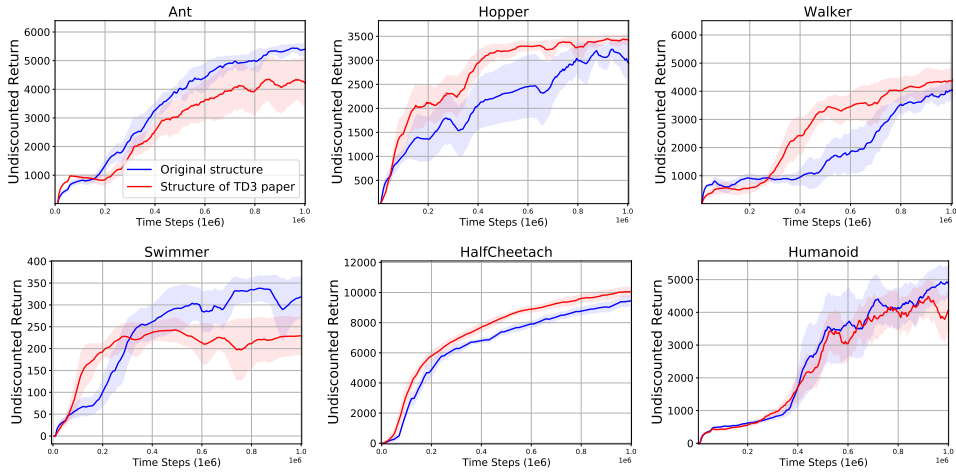 Ant
Undiscounted Return
6000
5000
4000
3000
2000
1000
Original structure
Structure of TD3 paper
0.0 0.2 0.4 0.6 0.8 1.0
Time Steps (1e6)
1e6
Hopper
Undiscounted Return
3500
3000
2500
2000
1500
1000
500
0.2 0.4 0.6 0.8 1.0
Time Steps (1e6)
1e6
Walker
Undiscounted Return
6000
5000
4000
3000
2000
1000
0.2 0.4 0.6 0.8 1.0
Time Steps (1e6)
1e6
Swimmer
Undiscounted Return
400
350
300
250
200
150
100
50
0
0.0 0.2 0.4 0.6 0.8 1.0
Time Steps (1e6)
1e6
HalfCheetach
Undiscounted Return
12000
10000
8000
6000
4000
2000
0
0.0 0.2 0.4 0.6 0.8 1.0
Time Steps (1e6)
1e6
Humanoid
Undiscounted Return
5000
4000
3000
2000
1000
0
0.2 0.4 0.6 0.8 1.0
Time Steps (1e6)
1e6